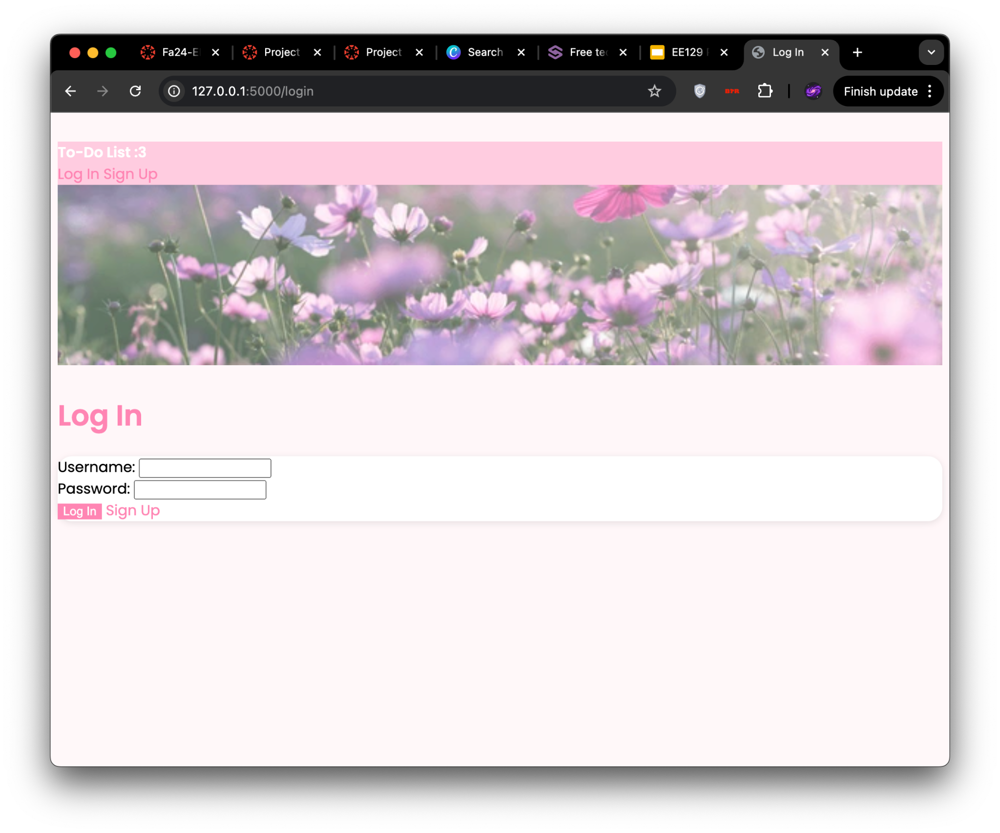 Fa24-E
Project
Project
Search
Free te
EE129
Log In
127.0.0.1:5000/login
Finish update
To-Do List :3
Log In Sign Up
Log In
Username:
Password:
Log In Sign Up